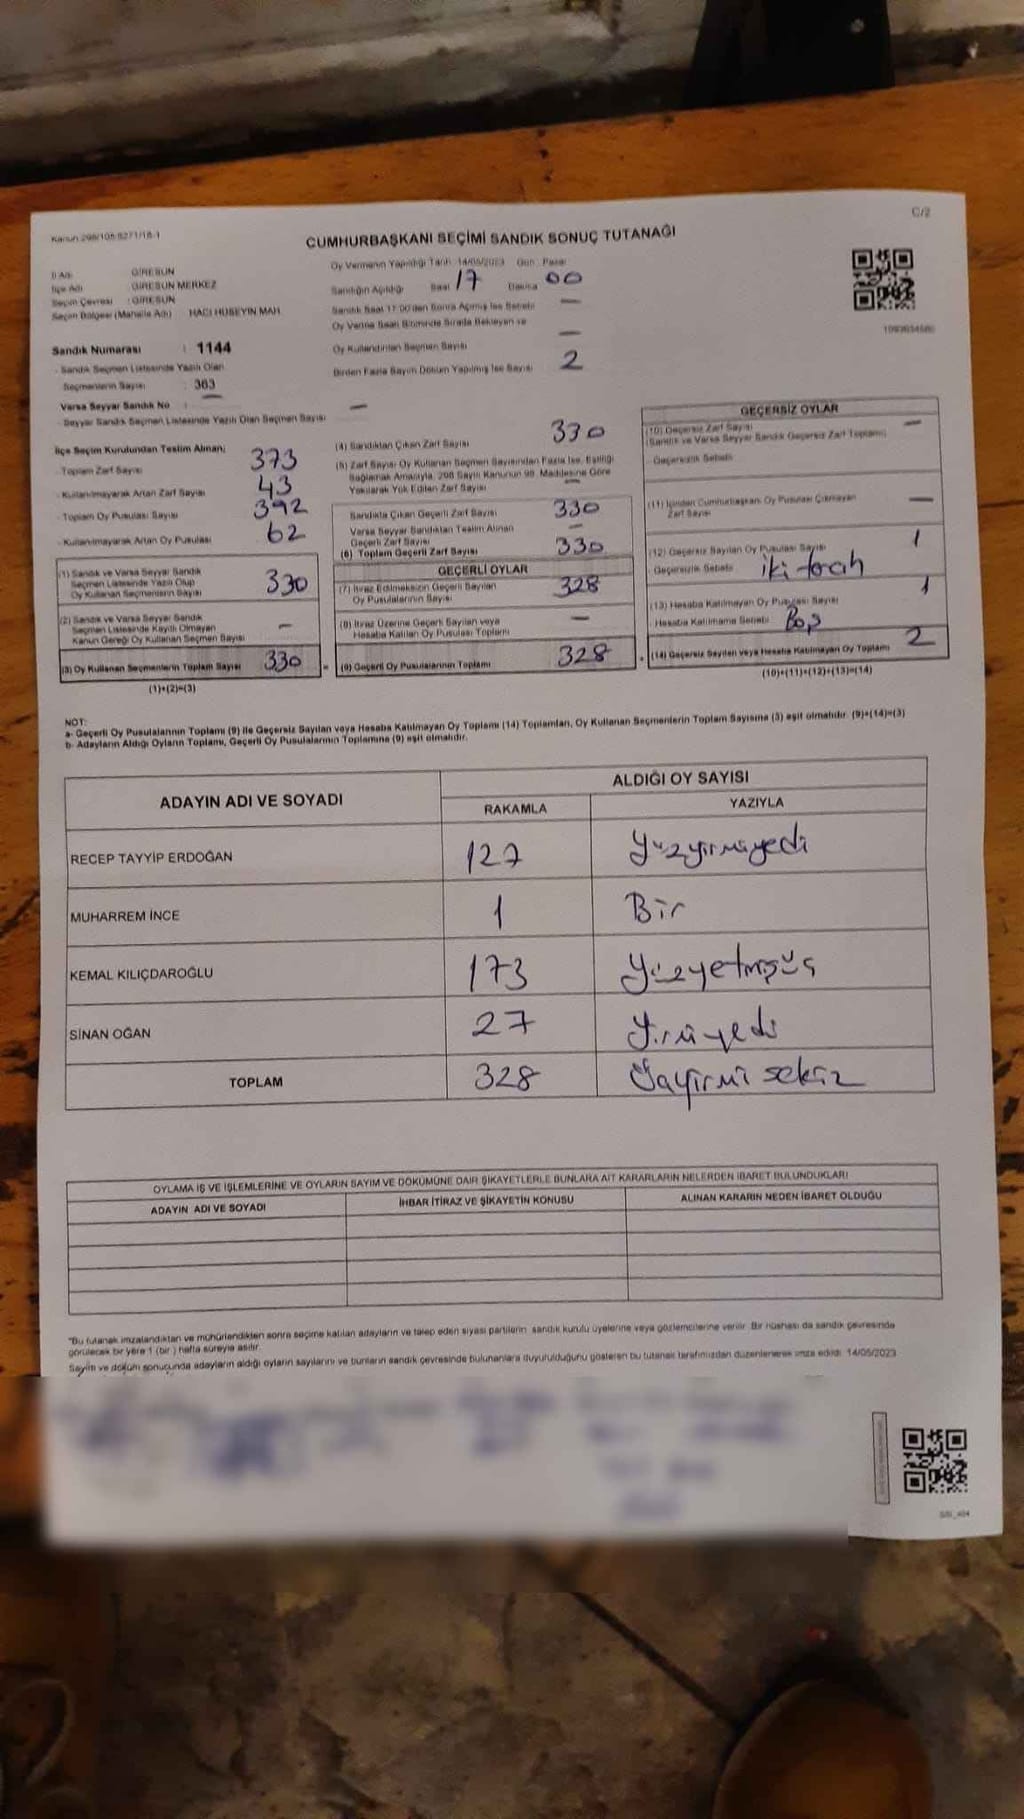 C/2
Kanun 298/105-6271/18-1
CUMHURBAŞKANI SEÇİMİ SANDIK SONUÇ TUTANAĞI
İl Adı : GİRESUN
İlçe Adı : GİRESUN MERKEZ
Seçim Çevresi : GİRESUN
Seçim Bölgesi (Mahalle Adı) HACI HÜSEYİN MAH
Oy Vermenin Yapıldığı Tarih 14/05/2023 Gün : Pazar
Sandığın Açıldığı Saat 17 Dakika 00
Sandık Saat 17:00'den Sonra Açılmış İse Sebebi —
Oy Verme Saati Bitiminde Sırada Bekleyen ve
Oy Kullandırılan Seçmen Sayısı —
Birden Fazla Sayım Döküm Yapılmış İse Sayısı 2
Sandık Numarası : 1144
- Sandık Seçmen Listesinde Yazılı Olan
Seçmenlerin Sayısı : 383
Varsa Seyyar Sandık No : —
- Seyyar Sandık Seçmen Listesinde Yazılı Olan Seçmen Sayısı —
İlçe Seçim Kurulundan Teslim Alınan;
- Toplam Zarf Sayısı 373
- Kullanılmayarak Artan Zarf Sayısı 43
- Toplam Oy Pusulası Sayısı 392
- Kullanılmayarak Artan Oy Pusulası 62
(1) Sandık ve Varsa Seyyar Sandık
Seçmen Listesinde Yazılı Olup
Oy Kullanan Seçmenlerin Sayısı 330
(2) Sandık ve Varsa Seyyar Sandık
Seçmen Listesinde Kayıtlı Olmayan
Kanun Gereği Oy Kullanan Seçmen Sayısı —
(3) Oy Kullanan Seçmenlerin Toplam Sayısı 330
(1)+(2)=(3)
(4) Sandıktan Çıkan Zarf Sayısı 330
(5) Zarf Sayısı Oy Kullanan Seçmen Sayısından Fazla İse, Eşitliği
Sağlamak Amacıyla, 298 Sayılı Kanunun 98. Maddesine Göre
Yakılarak Yok Edilen Zarf Sayısı —
Sandıkta Çıkan Geçerli Zarf Sayısı 330
Varsa Seyyar Sandıktan Teslim Alınan
Geçerli Zarf Sayısı —
(6) Toplam Geçerli Zarf Sayısı 330
GEÇERLİ OYLAR
(7) İtiraz Edilmeksizin Geçerli Sayılan
Oy Pusulalarının Sayısı 328
(8) İtiraz Üzerine Geçerli Sayılan veya
Hesaba Katılan Oy Pusulası Toplamı —
(9) Geçerli Oy Pusulalarının Toplamı 328
GEÇERSİZ OYLAR
(10) Geçersiz Zarf Sayısı —
(Sandık ve Varsa Seyyar Sandık Geçersiz Zarf Toplamı)
- Geçersizlik Sebebi
(11) İçinden Cumhurbaşkanı Oy Pusulası Çıkmayan
Zarf Sayısı —
(12) Geçersiz Sayılan Oy Pusulası Sayısı 1
Geçersizlik Sebebi iki tercih
(13) Hesaba Katılmayan Oy Pusulası Sayısı 1
- Hesaba Katılmama Sebebi Boş
(14) Geçersiz Sayılan veya Hesaba Katılmayan Oy Toplamı 2
(10)+(11)+(12)+(13)=(14)
NOT:
a- Geçerli Oy Pusulalarının Toplamı (9) ile Geçersiz Sayılan veya Hesaba Katılmayan Oy Toplamı (14) Toplamları, Oy Kullanan Seçmenlerin Toplam Sayısına (3) eşit olmalıdır. (9)+(14)=(3)
b- Adayların Aldığı Oyların Toplamı, Geçerli Oy Pusulalarının Toplamına (9) eşit olmalıdır.
ADAYIN ADI VE SOYADI ALDIĞI OY SAYISI
RAKAMLA YAZIYLA
RECEP TAYYİP ERDOĞAN 127 Yüzyirmiyedi
MUHARREM İNCE 1 Bir
KEMAL KILIÇDAROĞLU 173 Yüzyetmişüç
SİNAN OĞAN 27 Yirmiyedi
TOPLAM 328 sekiz
OYLAMA İŞ VE İŞLEMLERİNE VE OYLARIN SAYIM VE DÖKÜMÜNE DAİR ŞİKAYETLERLE BUNLARA AİT KARARLARIN NELERDEN İBARET BULUNDUKLARI
ADAYIN ADI VE SOYADI İHBAR İTİRAZ VE ŞİKAYETİN KONUSU ALINAN KARARIN NEDEN İBARET OLDUĞU
"Bu tutanak imzalandıktan ve mühürlendikten sonra seçime katılan adayların ve talep eden siyasi partilerin sandık kurulu üyelerine veya gözlemcilerine verilir. Bir nüshası da sandık çevresinde
görülecek bir yere 1 (bir) hafta süreyle asılır.
Sayım ve döküm sonucunda adayların aldığı oyların sayılarını ve bunların sandık çevresinde bulunanlara duyurulduğunu gösteren bu tutanak tarafımızdan düzenlenerek imza edildi. 14/05/2023